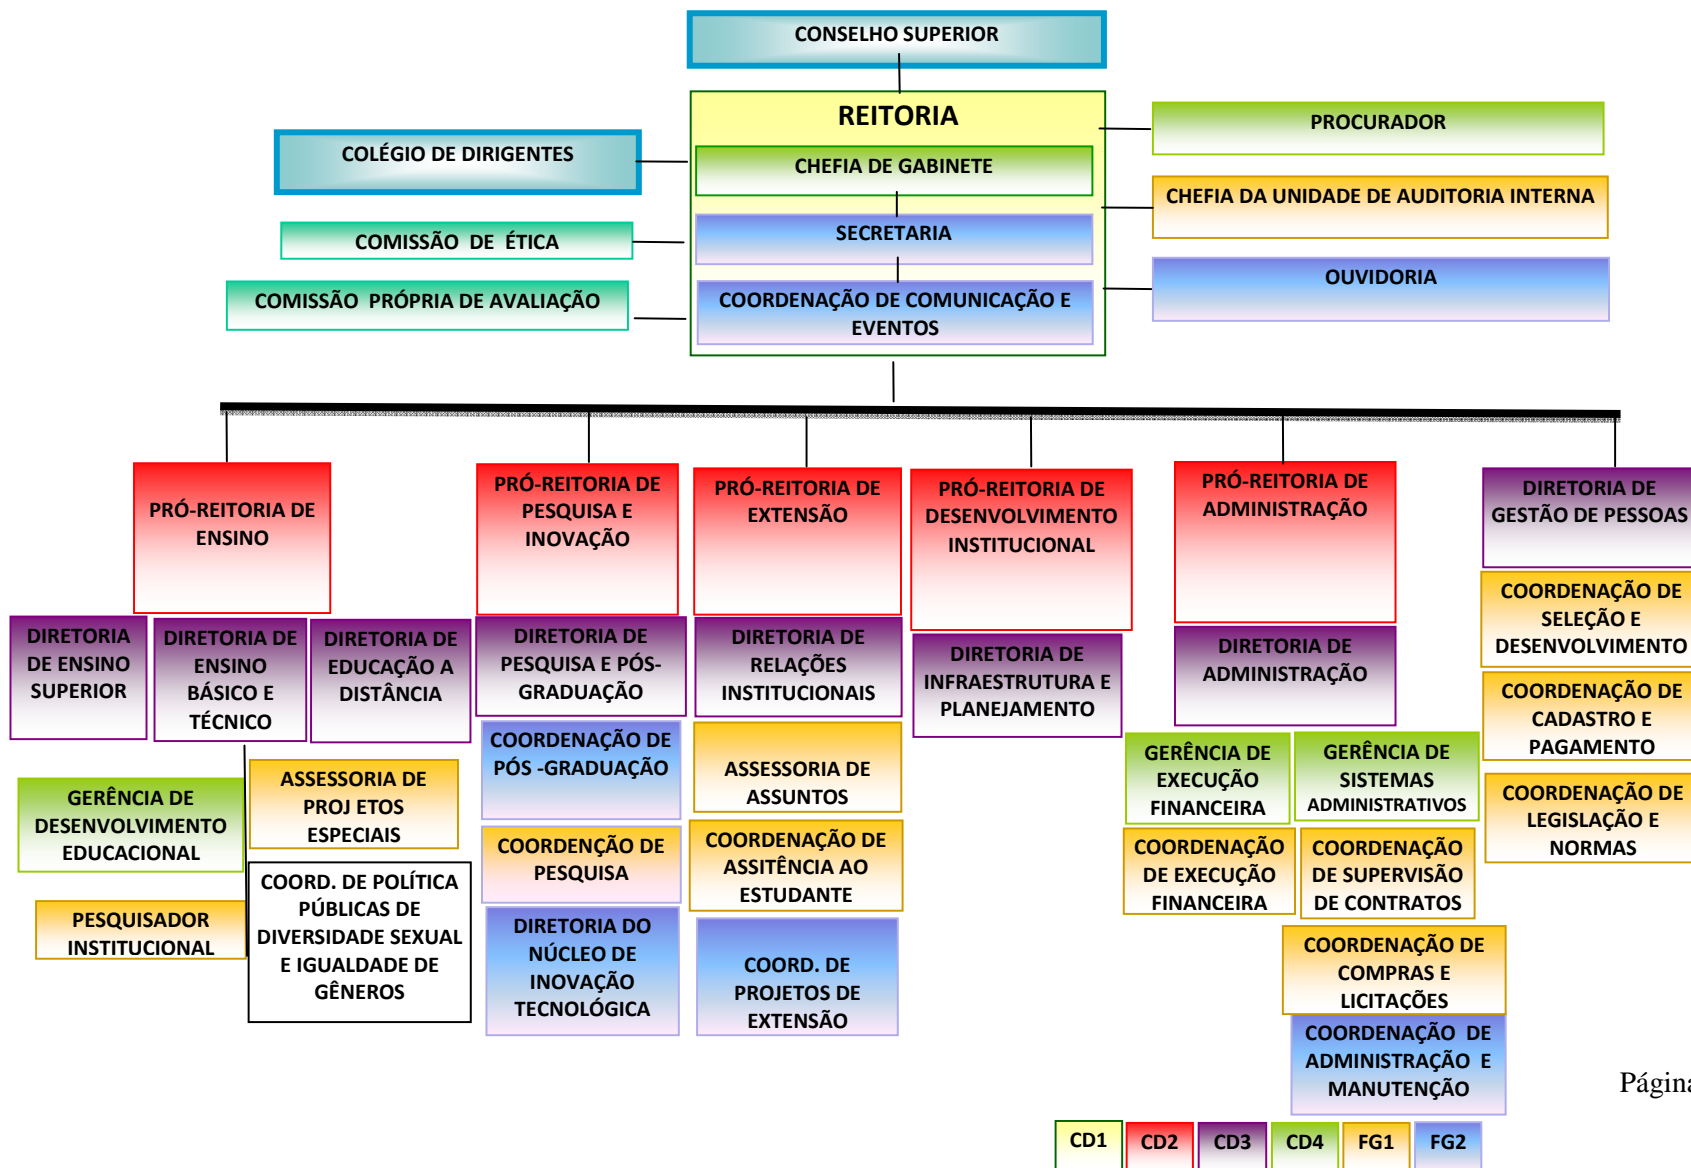 CONSELHO SUPERIOR
REITORIA
CHEFIA DE GABINETE
SECRETARIA
COORDENAÇÃO DE COMUNICAÇÃO E
EVENTOS
COLÉGIO DE DIRIGENTES
COMISSÃO DE ÉTICA
COMISSÃO PRÓPRIA DE AVALIAÇÃO
PROCURADOR
CHEFIA DA UNIDADE DE AUDITORIA INTERNA
OUVIDORIA
PRÓ-REITORIA DE
ENSINO
DIRETORIA
DE ENSINO
SUPERIOR
DIRETORIA DE
ENSINO
BÁSICO E
TÉCNICO
DIRETORIA DE
EDUCAÇÃO A
DISTÂNCIA
GERÊNCIA DE
DESENVOLVIMENTO
EDUCACIONAL
ASSESSORIA DE
PROJ ETOS
ESPECIAIS
PESQUISADOR
INSTITUCIONAL
COORD. DE POLÍTICA
PÚBLICAS DE
DIVERSIDADE SEXUAL
E IGUALDADE DE
GÊNEROS
PRÓ-REITORIA DE
PESQUISA E
INOVAÇÃO
DIRETORIA DE
PESQUISA E PÓS-
GRADUAÇÃO
COORDENAÇÃO DE
PÓS -GRADUAÇÃO
COORDENÇÃO DE
PESQUISA
DIRETORIA DO
NÚCLEO DE
INOVAÇÃO
TECNOLÓGICA
PRÓ-REITORIA DE
EXTENSÃO
DIRETORIA DE
RELAÇÕES
INSTITUCIONAIS
ASSESSORIA DE
ASSUNTOS
COORDENAÇÃO DE
ASSITÊNCIA AO
ESTUDANTE
COORD. DE
PROJETOS DE
EXTENSÃO
PRÓ-REITORIA DE
DESENVOLVIMENTO
INSTITUCIONAL
DIRETORIA DE
INFRAESTRUTURA E
PLANEJAMENTO
PRÓ-REITORIA DE
ADMINISTRAÇÃO
DIRETORIA DE
ADMINISTRAÇÃO
GERÊNCIA DE
EXECUÇÃO
FINANCEIRA
GERÊNCIA DE
SISTEMAS
ADMINISTRATIVOS
COORDENAÇÃO
DE EXECUÇÃO
FINANCEIRA
COORDENAÇÃO
DE SUPERVISÃO
DE CONTRATOS
COORDENAÇÃO DE
COMPRAS E
LICITAÇÕES
COORDENAÇÃO DE
ADMINISTRAÇÃO E
MANUTENÇÃO
DIRETORIA DE
GESTÃO DE PESSOAS
COORDENAÇÃO DE
SELEÇÃO E
DESENVOLVIMENTO
COORDENAÇÃO DE
CADASTRO E
PAGAMENTO
COORDENAÇÃO DE
LEGISLAÇÃO E
NORMAS
Página
CD1 CD2 CD3 CD4 FG1 FG2